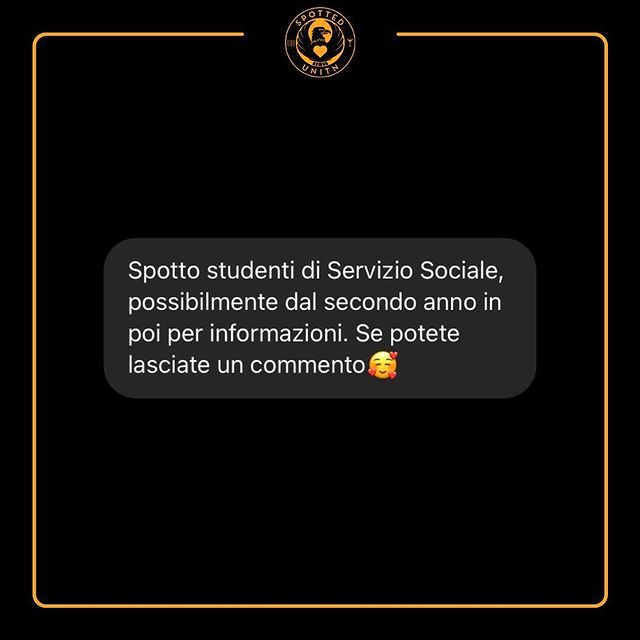 SPOTTED
UNITN
Spotto studenti di Servizio Sociale,
possibilmente dal secondo anno in
poi per informazioni. Se potete
lasciate un commento🥰